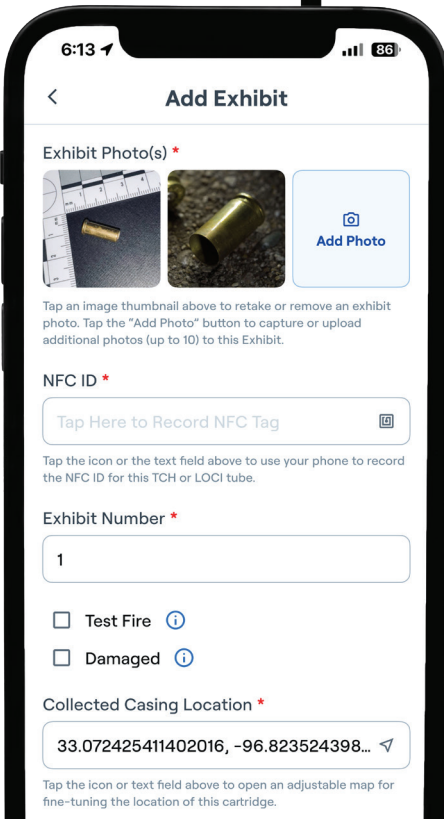 6:13
86
Add Exhibit
Exhibit Photo(s) *
Add Photo
Tap an image thumbnail above to retake or remove an exhibit
photo. Tap the "Add Photo" button to capture or upload
additional photos (up to 10) to this Exhibit.
NFC ID *
Tap Here to Record NFC Tag
Tap the icon or the text field above to use your phone to record
the NFC ID for this TCH or LOCI tube.
Exhibit Number *
1
Test Fire
Damaged
Collected Casing Location *
33.072425411402016, -96.823524398...
Tap the icon or text field above to open an adjustable map for
fine-tuning the location of this cartridge.